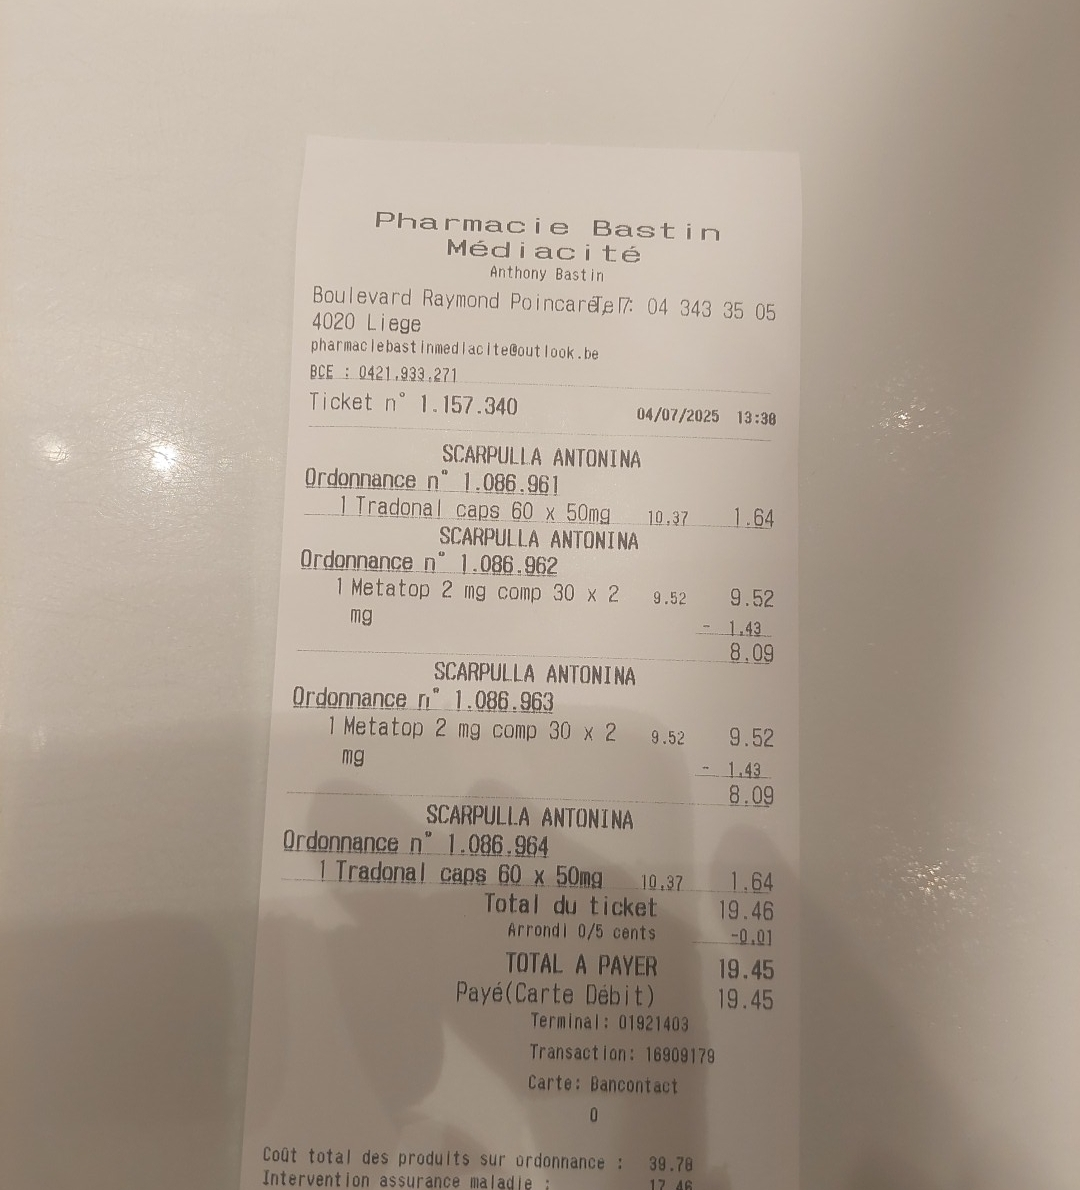 Pharmacie Bastin
Médiacité
Anthony Bastin
Boulevard Raymond Poincaré, 7 Tel : 04 343 35 05
4020 Liege
pharmaciebastinmediacite@outlook.be
BCE : 0421.933.271
Ticket n° 1.157.340 04/07/2025 13:38
SCARPULLA ANTONINA
Ordonnance n° 1.086.961
1 Tradonal caps 60 x 50mg 10.37 1.64
SCARPULLA ANTONINA
Ordonnance n° 1.086.962
1 Metatop 2 mg comp 30 x 2 9.52 9.52
mg - 1.43
8.09
SCARPULLA ANTONINA
Ordonnance n° 1.086.963
1 Metatop 2 mg comp 30 x 2 9.52 9.52
mg - 1.43
8.09
SCARPULLA ANTONINA
Ordonnance n° 1.086.964
1 Tradonal caps 60 x 50mg 10.37 1.64
Total du ticket 19.46
Arrondi 0/5 cents -0.01
TOTAL A PAYER 19.45
Payé(Carte Débit) 19.45
Terminal: 01921403
Transaction: 16909179
Carte: Bancontact
0
Coût total des produits sur ordonnance : 39.78
Intervention assurance maladie : 17.46